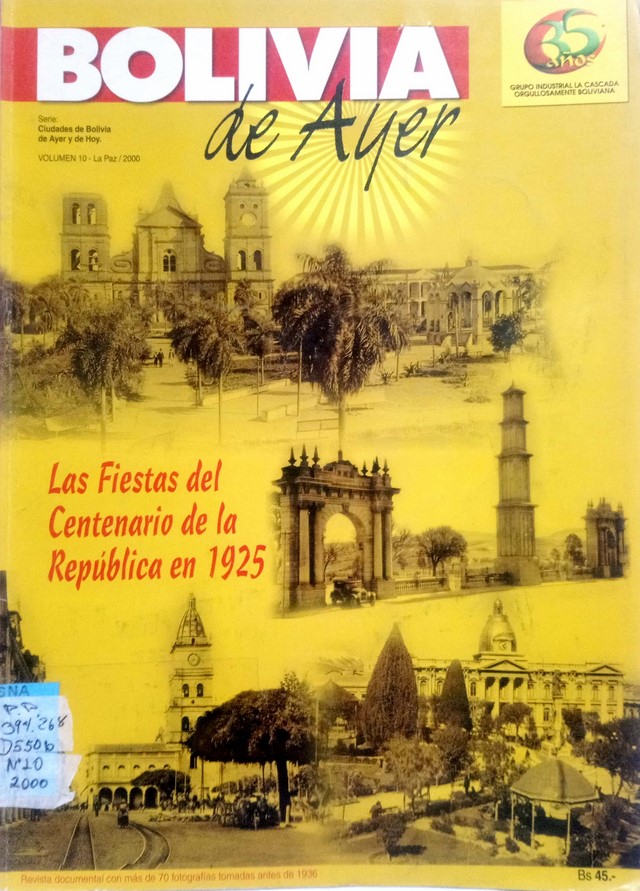 BOLIVIA
de Ayer
35
años
GRUPO INDUSTRIAL LA CASCADA
ORGULLOSAMENTE BOLIVIANA
Serie:
Ciudades de Bolivia
de Ayer y de Hoy.
VOLUMEN 10 - La Paz / 2000
Las Fiestas del
Centenario de la
República en 1925
SNA
P.P
394.268
D550b
N°10
2000
Revista documental con más de 70 fotografías tomadas antes de 1936
Bs 45.-